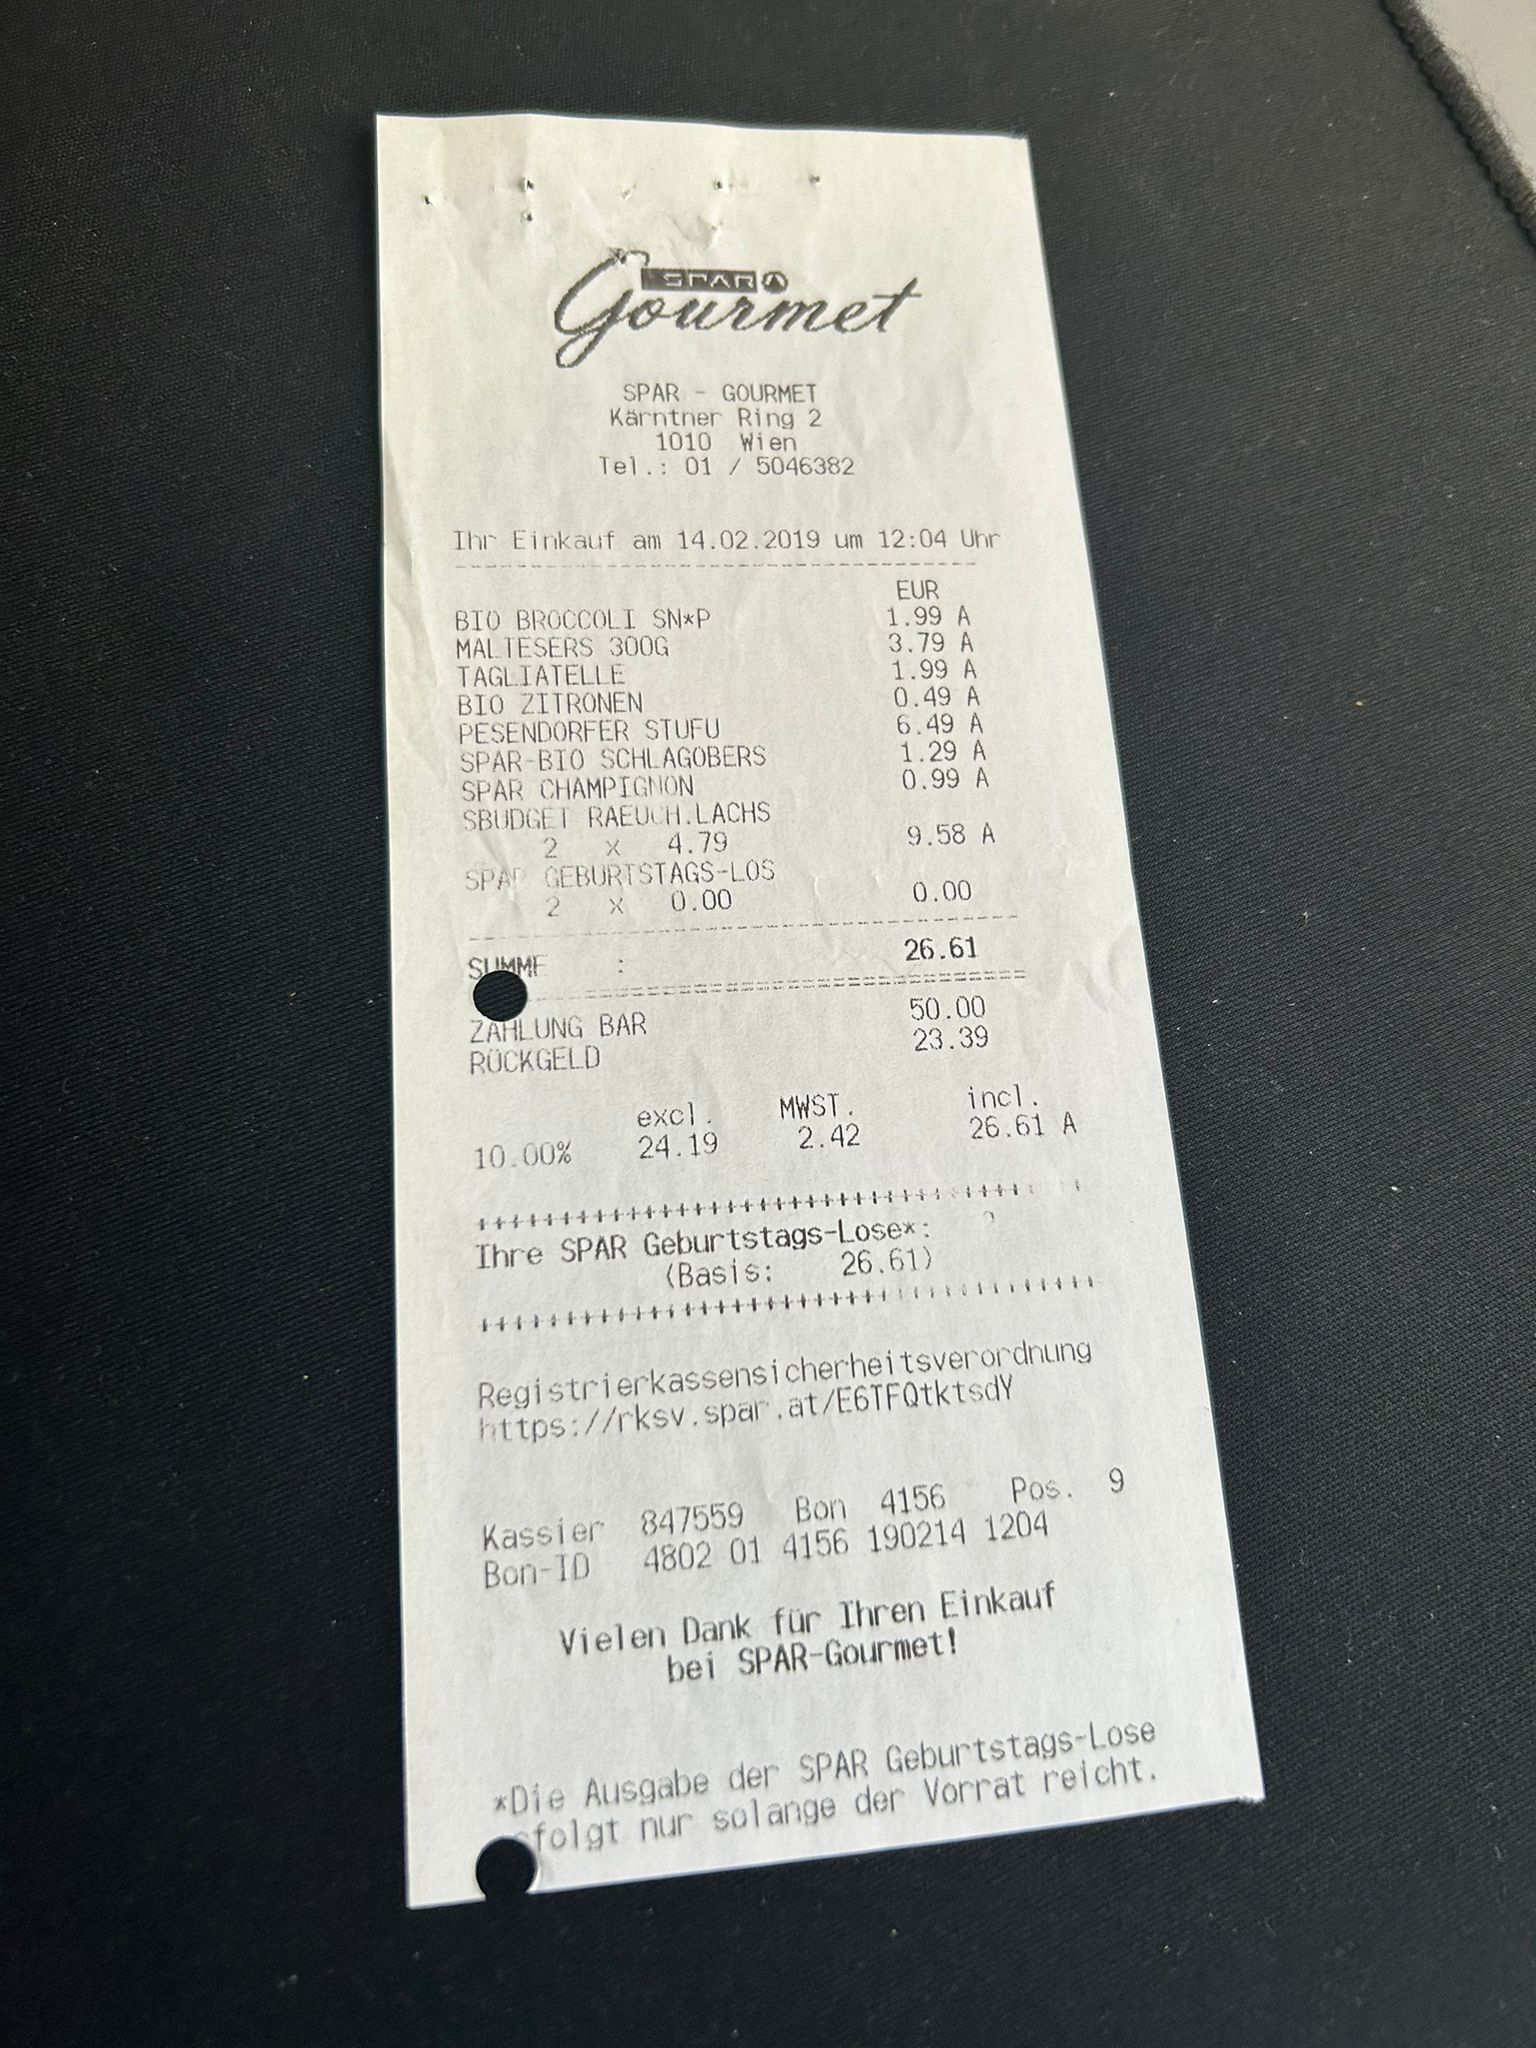 SPAR
Gourmet
SPAR - GOURMET
Kärntner Ring 2
1010 Wien
Tel.: 01 / 5046382
Ihr Einkauf am 14.02.2019 um 12:04 Uhr
EUR
BIO BROCCOLI SN*P 1.99 A
MALTESERS 300G 3.79 A
TAGLIATELLE 1.99 A
BIO ZITRONEN 0.49 A
PESENDORFER STUFU 6.49 A
SPAR-BIO SCHLAGOBERS 1.29 A
SPAR CHAMPIGNON 0.99 A
SBUDGET RAEUCH.LACHS
2 x 4.79 9.58 A
SPAR GEBURTSTAGS-LOS
2 x 0.00 0.00
SUMME : 26.61
ZAHLUNG BAR 50.00
RÜCKGELD 23.39
excl. MWST. incl.
10.00% 24.19 2.42 26.61 A
+++++++++++++++++++++++++++++++++++++++++
Ihre SPAR Geburtstags-Lose*:
(Basis: 26.61)
+++++++++++++++++++++++++++++++++++++++++
Registrierkassensicherheitsverordnung
https://rksv.spar.at/E6TFQtktsdY
Kassier 847559 Bon 4156 Pos. 9
Bon-ID 4802 01 4156 190214 1204
Vielen Dank für Ihren Einkauf
bei SPAR-Gourmet!
*Die Ausgabe der SPAR Geburtstags-Lose
erfolgt nur solange der Vorrat reicht.